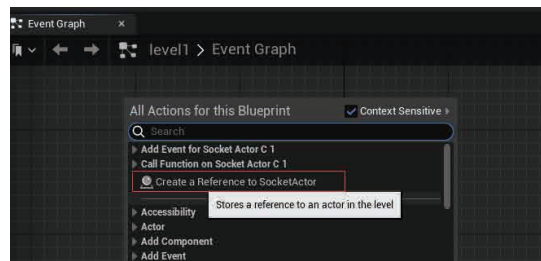 Event Graph ×
level1 > Event Graph
All Actions for this Blueprint Context Sensitive
Search
Add Event for Socket Actor C 1
Call Function on Socket Actor C 1
Create a Reference to SocketActor
Stores a reference to an actor in the level
Accessibility
Actor
Add Component
Add Event